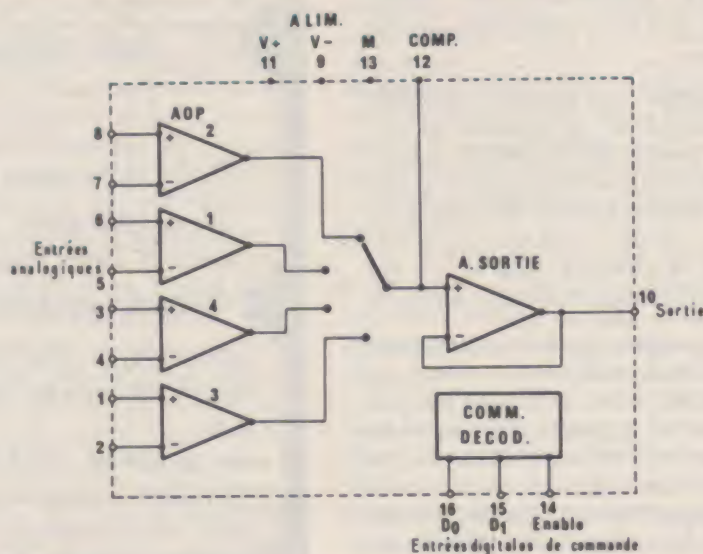 ALIM.
V+ V- M COMP.
11 9 13 12
AOP
8 + 2
7 -
6 + 1
Entrées
analogiques
5 -
3 + 4
4 -
1 + 3
2 -
A. SORTIE
+
-
10
Sortie
COMM.
DECOD.
16 15 14
D0 D1 Enable
Entrées digitales de commande